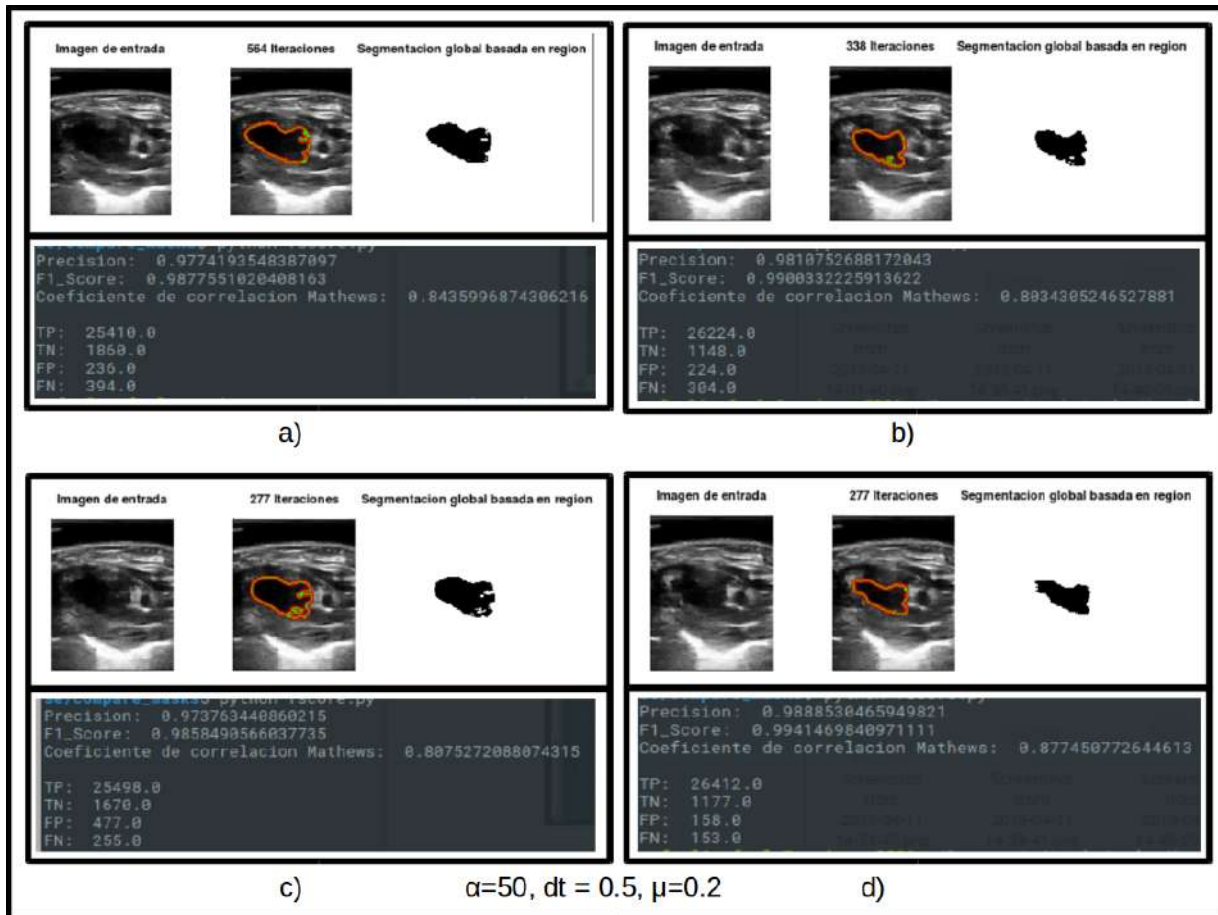 Imagen de entrada
564 Iteraciones
Segmentacion global basada en region
python fscore.py
Precision: 0.9774193548387097
F1_Score: 0.9877551020408163
Coeficiente de correlacion Mathews: 0.8435996874306216
TP: 25410.0
TN: 1860.0
FP: 236.0
FN: 394.0
a)
Imagen de entrada
338 Iteraciones
Segmentacion global basada en region
Precision: 0.9810752688172043
F1_Score: 0.9900332225913622
Coeficiente de correlacion Mathews: 0.8034305246527881
TP: 26224.0
TN: 1148.0
FP: 224.0
FN: 304.0
b)
Imagen de entrada
277 Iteraciones
Segmentacion global basada en region
se/compare_masks$ python fscore.py
Precision: 0.973763440860215
F1_Score: 0.9858490566037735
Coeficiente de correlacion Mathews: 0.8075272088074315
TP: 25498.0
TN: 1670.0
FP: 477.0
FN: 255.0
c)
Imagen de entrada
277 Iteraciones
Segmentacion global basada en region
Precision: 0.9888530465949821
F1_Score: 0.9941469840971111
Coeficiente de correlacion Mathews: 0.877450772644613
TP: 26412.0
TN: 1177.0
FP: 158.0
FN: 153.0
d)
α=50, dt = 0.5, μ=0.2